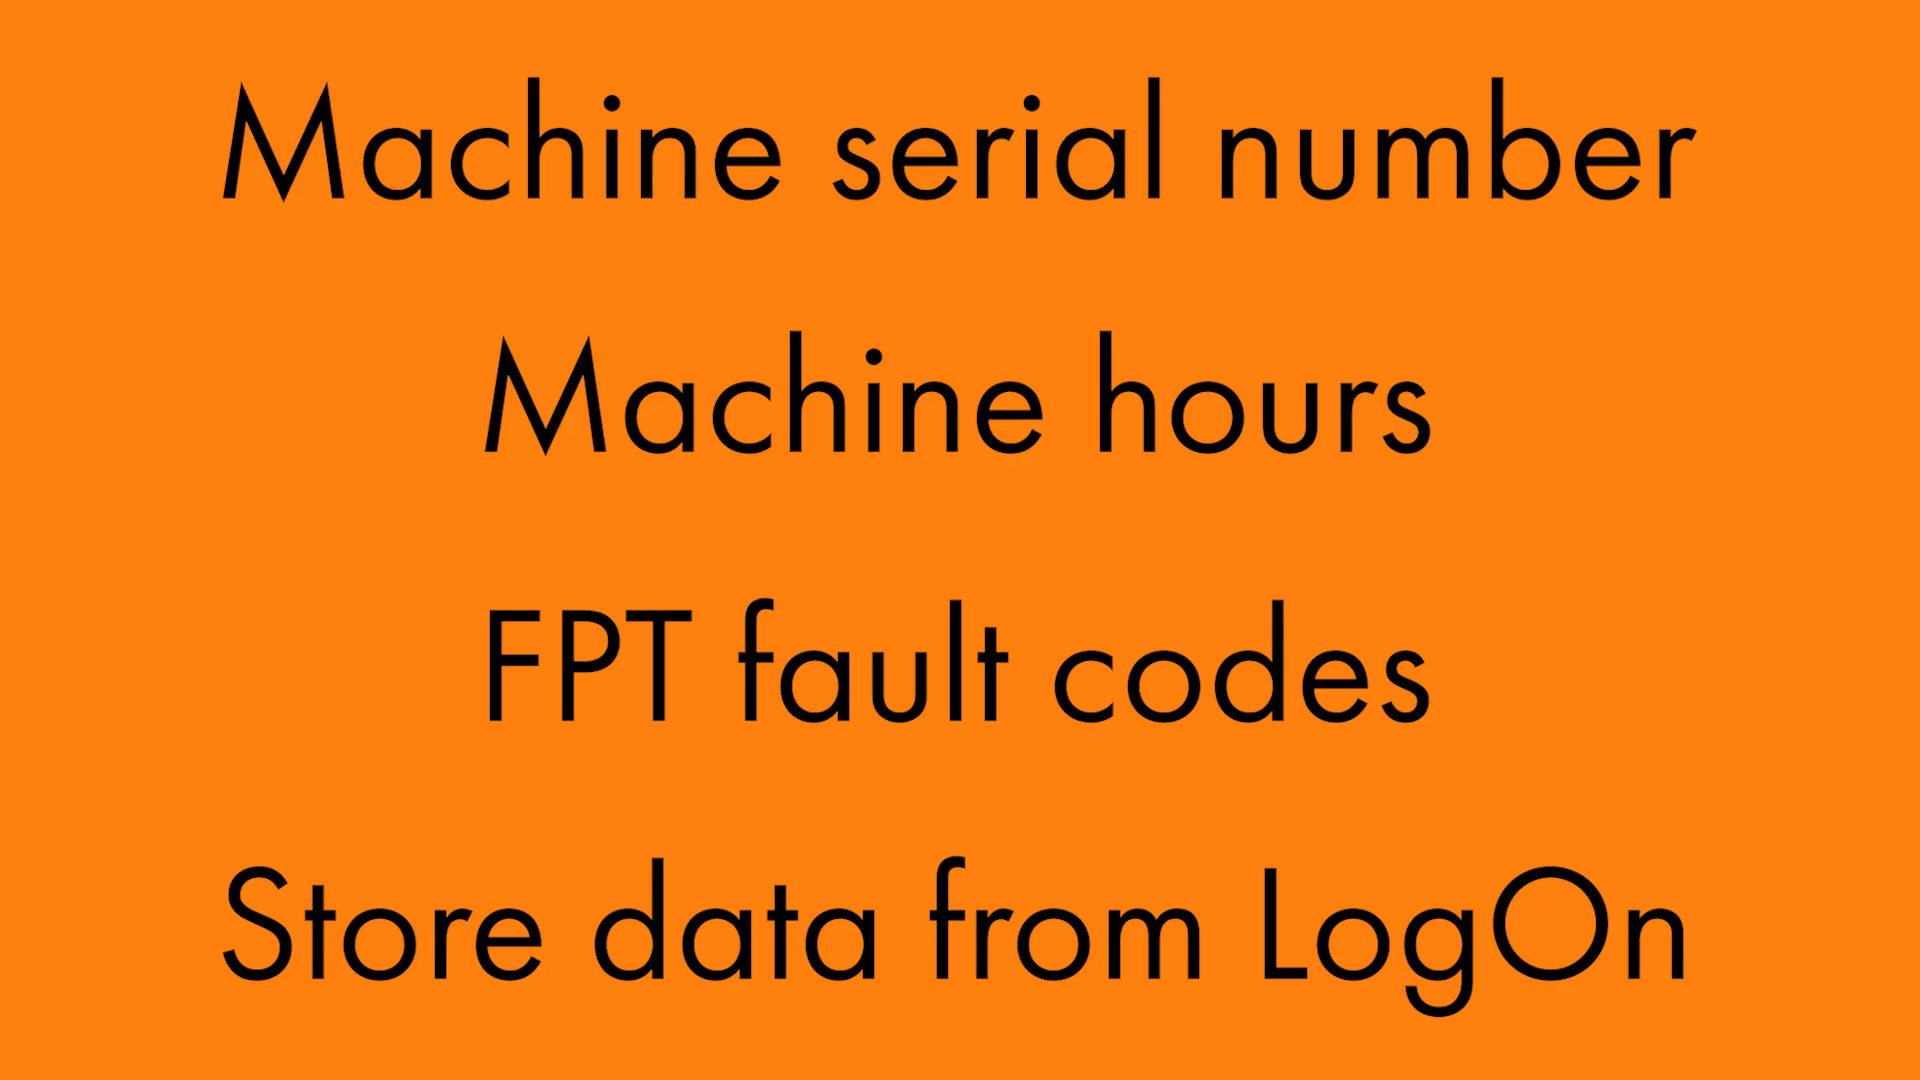 Machine serial number
Machine hours
FPT fault codes
Store data from LogOn